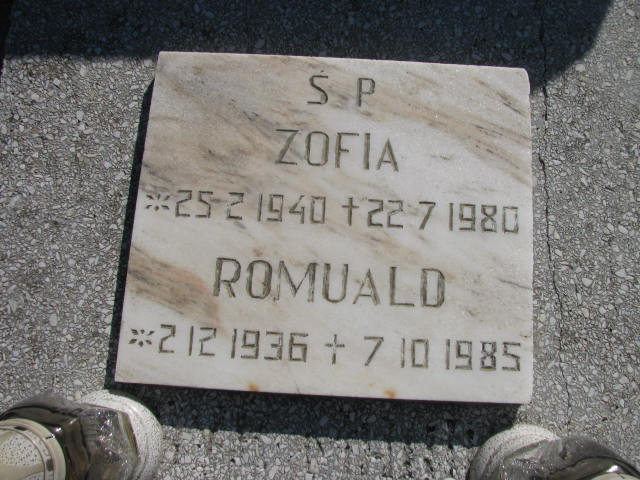 Ś P
ZOFIA
*25 2 1940 +22 7 1980
ROMUALD
*2 12 1936 + 7 10 1985